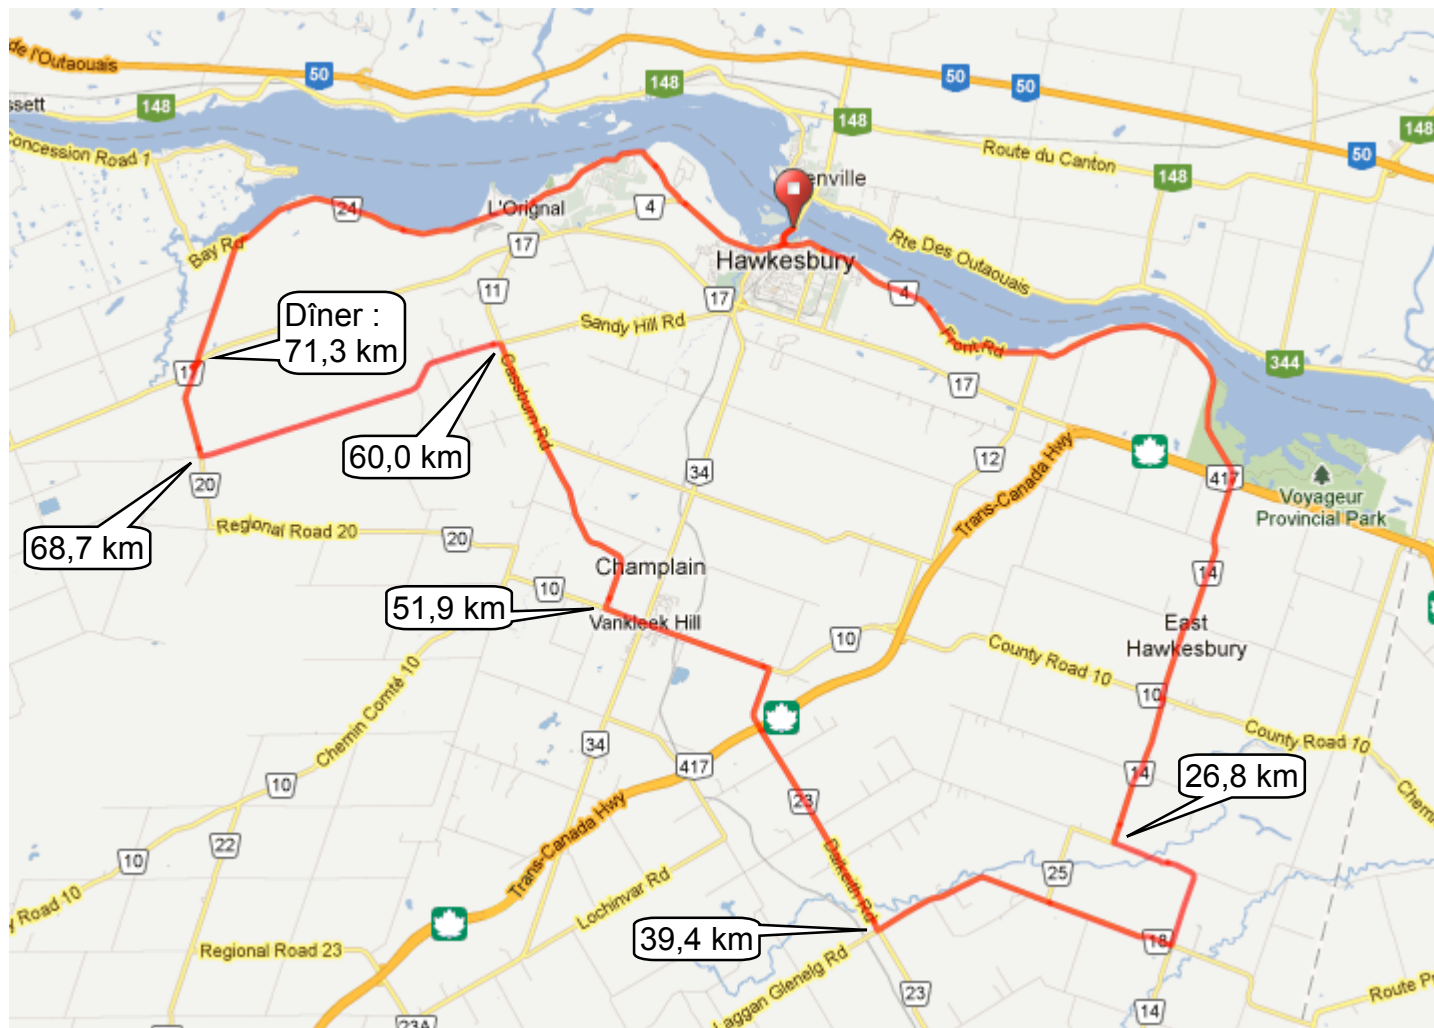 de l'Outaouais
50
148
50
50
148
148
148
ssett
148
Concession Road 1
Route du Canton
50
148
enville
24
L'Orignal
4
17
Bay Rd
Rte Des Outaouais
Hawkesbury
11
17
4
Sandy Hill Rd
Dîner :
71,3 km
Front Rd
344
17
17
Cassburn Rd
60,0 km
12
Trans-Canada Hwy
34
417
Voyageur
Provincial Park
20
Regional Road 20
20
68,7 km
Champlain
10
14
51,9 km
Vankleek Hill
10
East
Hawkesbury
County Road 10
10
Chemin Comté 10
34
County Road 10
417
14
26,8 km
10
23
22
Trans-Canada Hwy
10
Dalkeith Rd
25
Lochinvar Rd
y Road 10
39,4 km
18
Regional Road 23
Laggan Glenelg Rd
23
14
23A